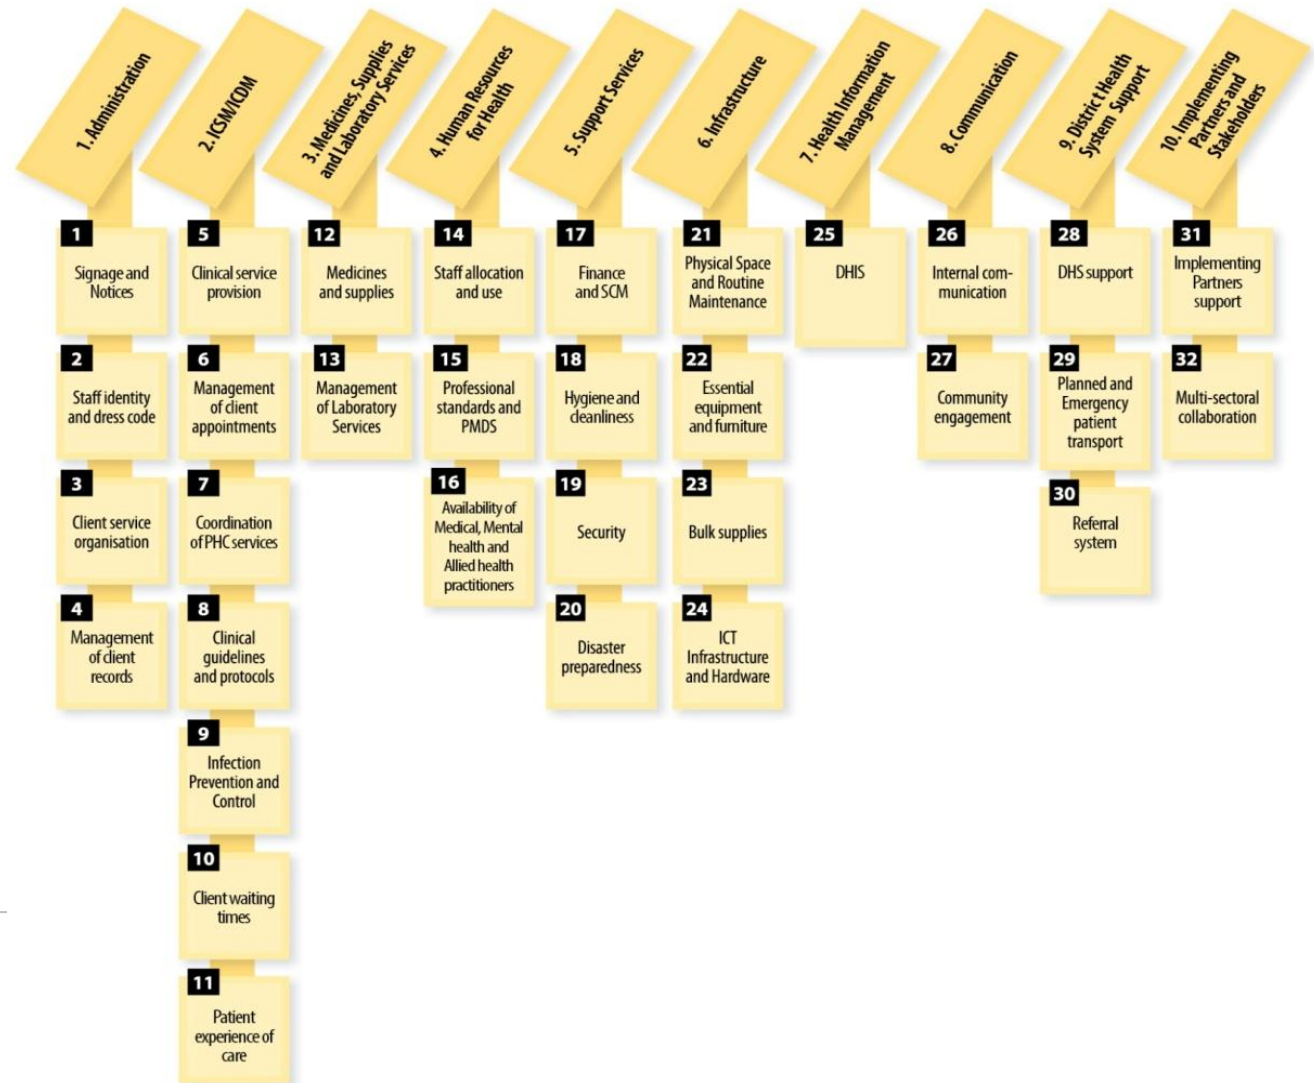 1. Administration
2. ICSM/ICDM
3. Medicines, Supplies
and Laboratory Services
4. Human Resources
for Health
5. Support Services
6. Infrastructure
7. Health Information
Management
8. Communication
9. District Health
System Support
10. Implementing
Partners and
Stakeholders
1
Signage and
Notices
2
Staff identity
and dress code
3
Client service
organisation
4
Management
of client
records
5
Clinical service
provision
6
Management
of client
appointments
7
Coordination
of PHC services
8
Clinical
guidelines
and protocols
9
Infection
Prevention and
Control
10
Client waiting
times
11
Patient
experience of
care
12
Medicines
and supplies
13
Management
of Laboratory
Services
14
Staff allocation
and use
15
Professional
standards and
PMDS
16
Availability of
Medical, Mental
health and
Allied health
practitioners
17
Finance
and SCM
18
Hygiene and
cleanliness
19
Security
20
Disaster
preparedness
21
Physical Space
and Routine
Maintenance
22
Essential
equipment
and furniture
23
Bulk supplies
24
ICT
Infrastructure
and Hardware
25
DHIS
26
Internal com-
munication
27
Community
engagement
28
DHS support
29
Planned and
Emergency
patient
transport
30
Referral
system
31
Implementing
Partners
support
32
Multi-sectoral
collaboration